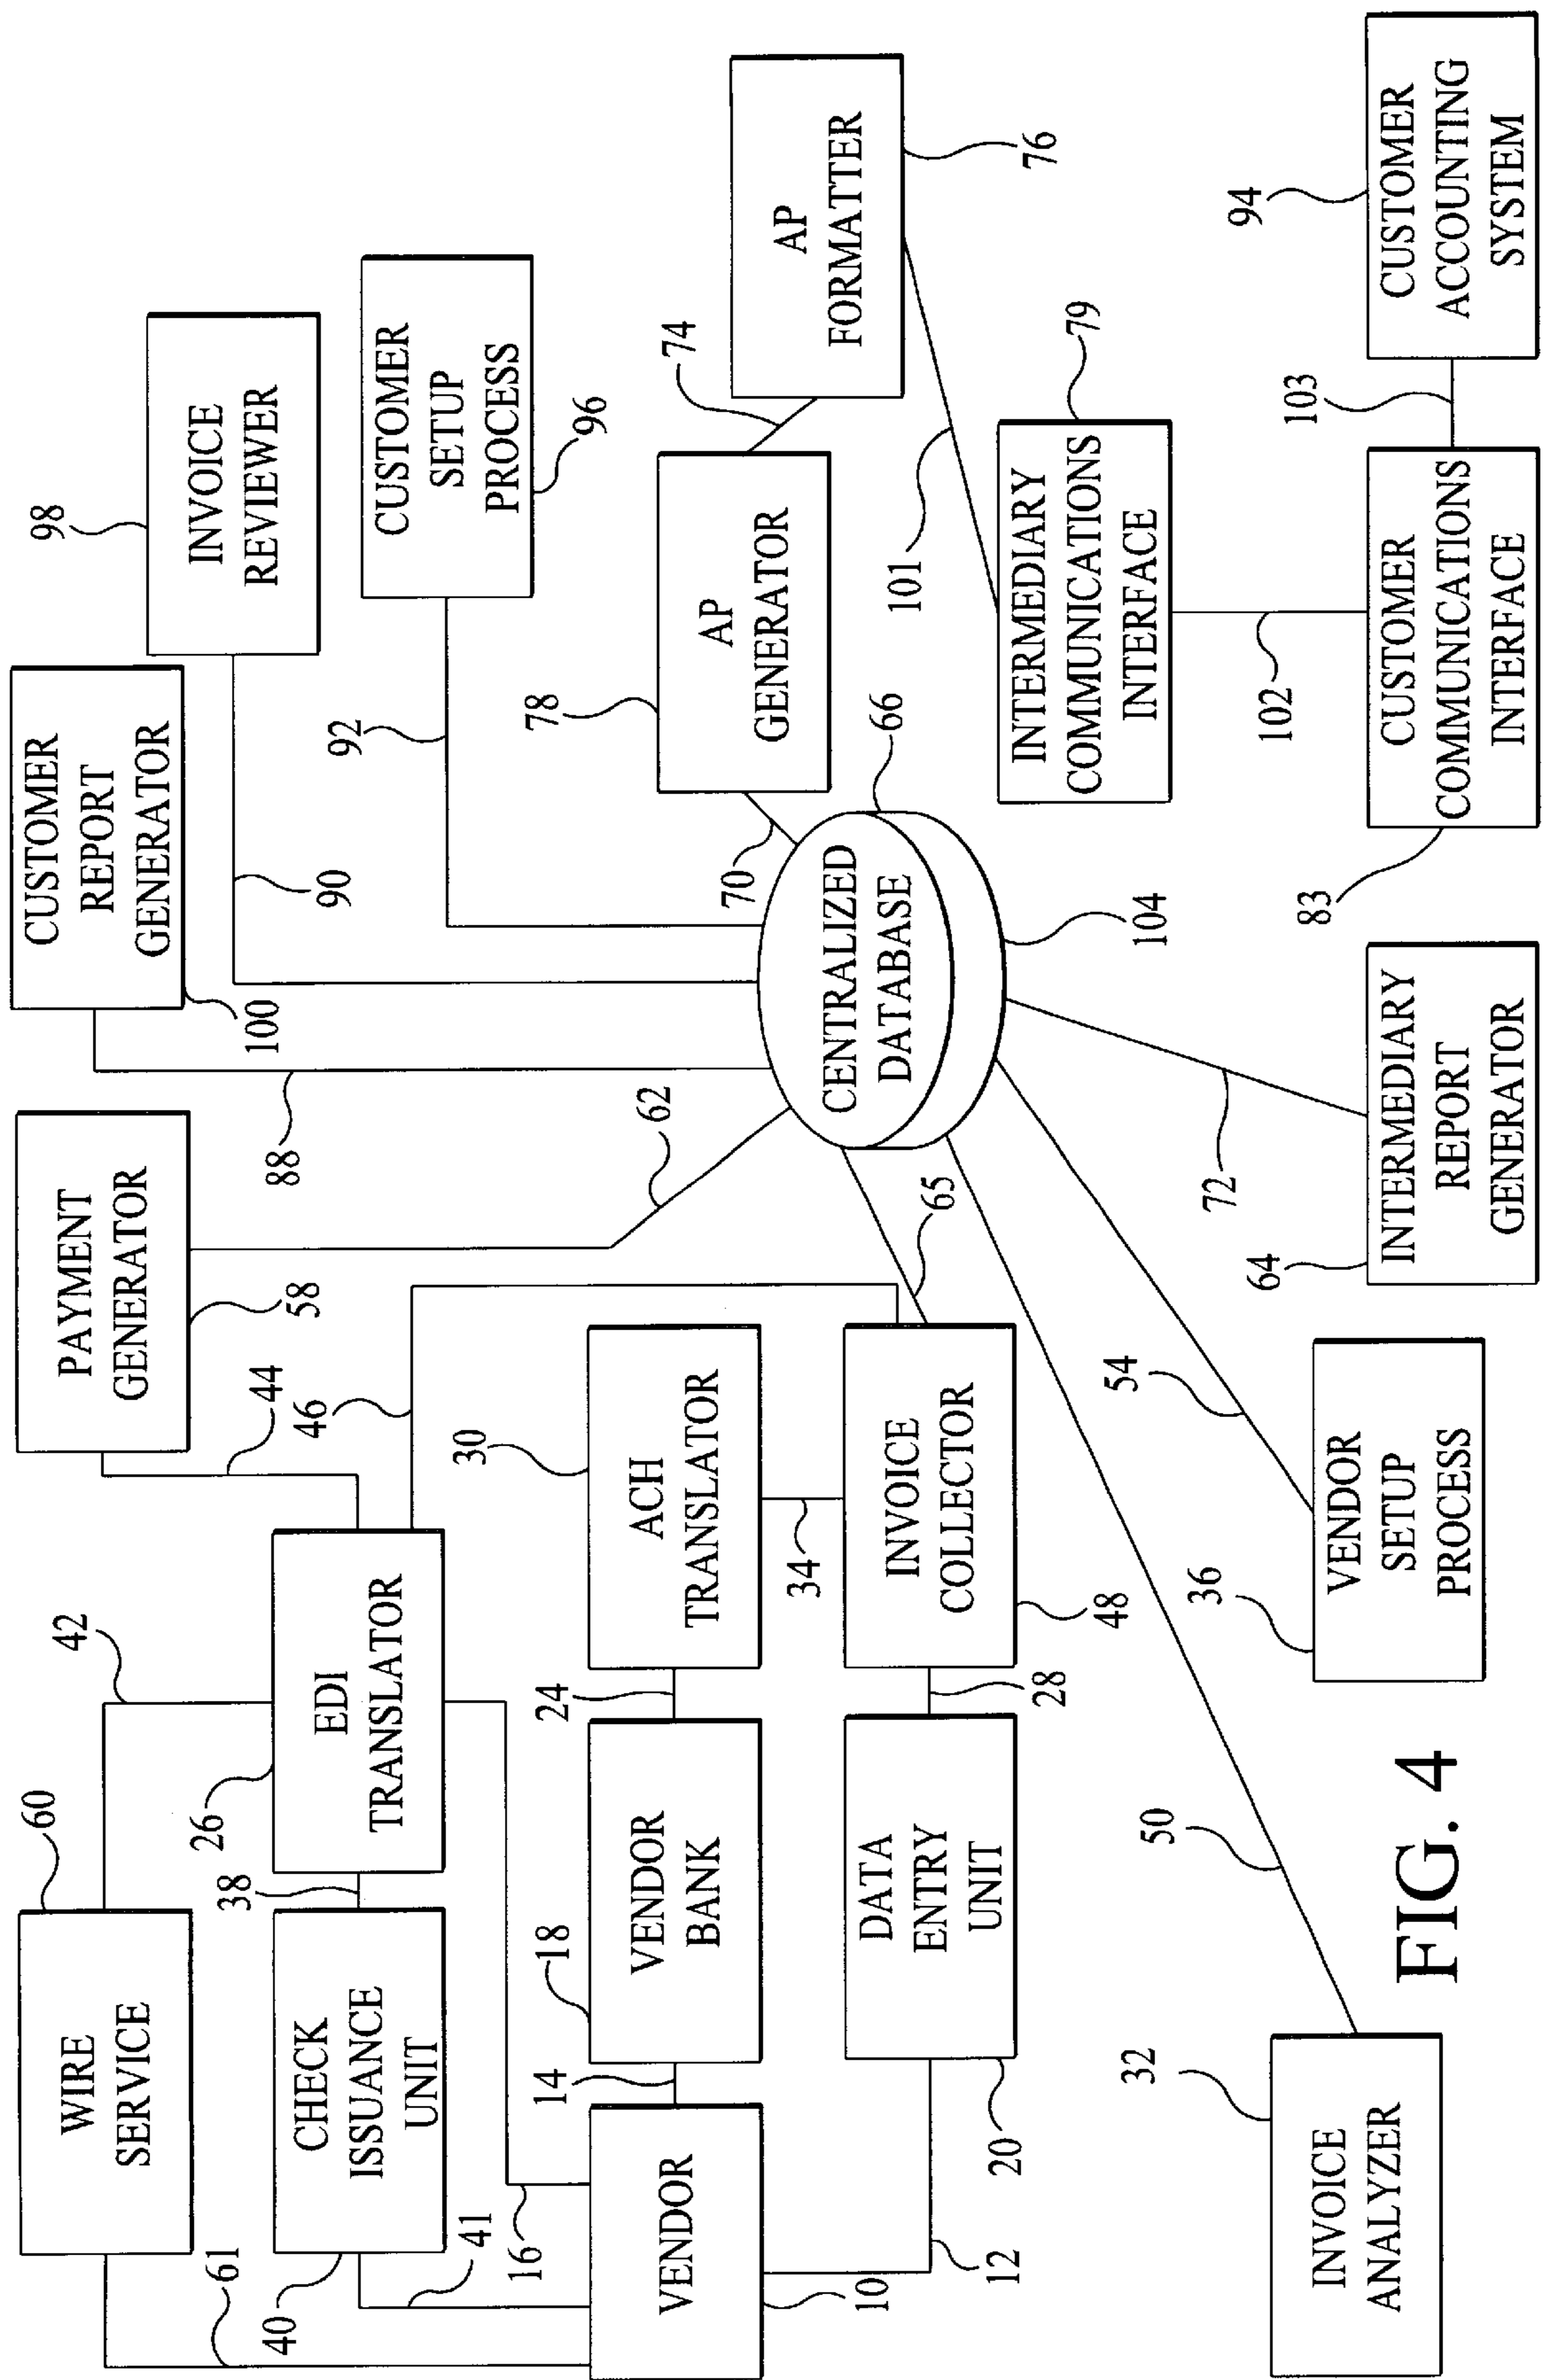 WIRE
SERVICE
60
61
42
CHECK
ISSUANCE
UNIT
40
41
38
EDI
TRANSLATOR
26
16
44
46
PAYMENT
GENERATOR
58
62
CUSTOMER
REPORT
GENERATOR
100
88
INVOICE
REVIEWER
98
90
CUSTOMER
SETUP
PROCESS
96
92
VENDOR
10
14
12
VENDOR
BANK
18
24
ACH
TRANSLATOR
30
34
DATA
ENTRY
UNIT
20
28
INVOICE
COLLECTOR
48
65
CENTRALIZED
DATABASE
66
104
70
AP
GENERATOR
78
74
AP
FORMATTER
76
101
INTERMEDIARY
COMMUNICATIONS
INTERFACE
79
102
CUSTOMER
COMMUNICATIONS
INTERFACE
83
103
CUSTOMER
ACCOUNTING
SYSTEM
94
INVOICE
ANALYZER
32
50
VENDOR
SETUP
PROCESS
36
54
INTERMEDIARY
REPORT
GENERATOR
64
72
FIG. 4